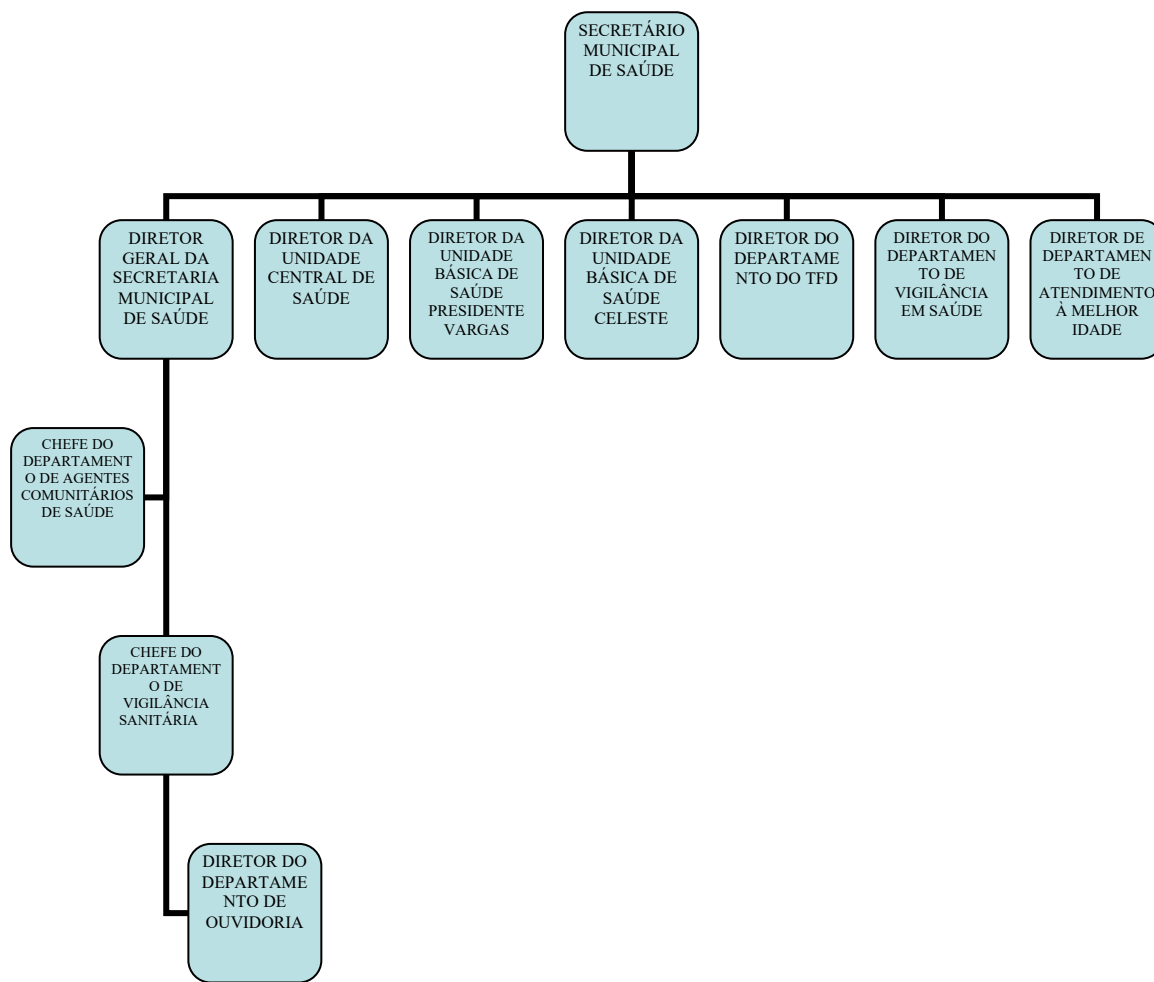 SECRETÁRIO
MUNICIPAL
DE SAÚDE
DIRETOR
GERAL DA
SECRETARIA
MUNICIPAL
DE SAÚDE
DIRETOR DA
UNIDADE
CENTRAL DE
SAÚDE
DIRETOR DA
UNIDADE
BÁSICA DE
SAÚDE
PRESIDENTE
VARGAS
DIRETOR DA
UNIDADE
BÁSICA DE
SAÚDE
CELESTE
DIRETOR DO
DEPARTAME
NTO DO TFD
DIRETOR DO
DEPARTAMEN
TO DE
VIGILÂNCIA
EM SAÚDE
DIRETOR DE
DEPARTAMEN
TO DE
ATENDIMENTO
À MELHOR
IDADE
CHEFE DO
DEPARTAMENT
O DE AGENTES
COMUNITÁRIOS
DE SAÚDE
CHEFE DO
DEPARTAMENT
O DE
VIGILÂNCIA
SANITÁRIA
DIRETOR DO
DEPARTAME
NTO DE
OUVIDORIA